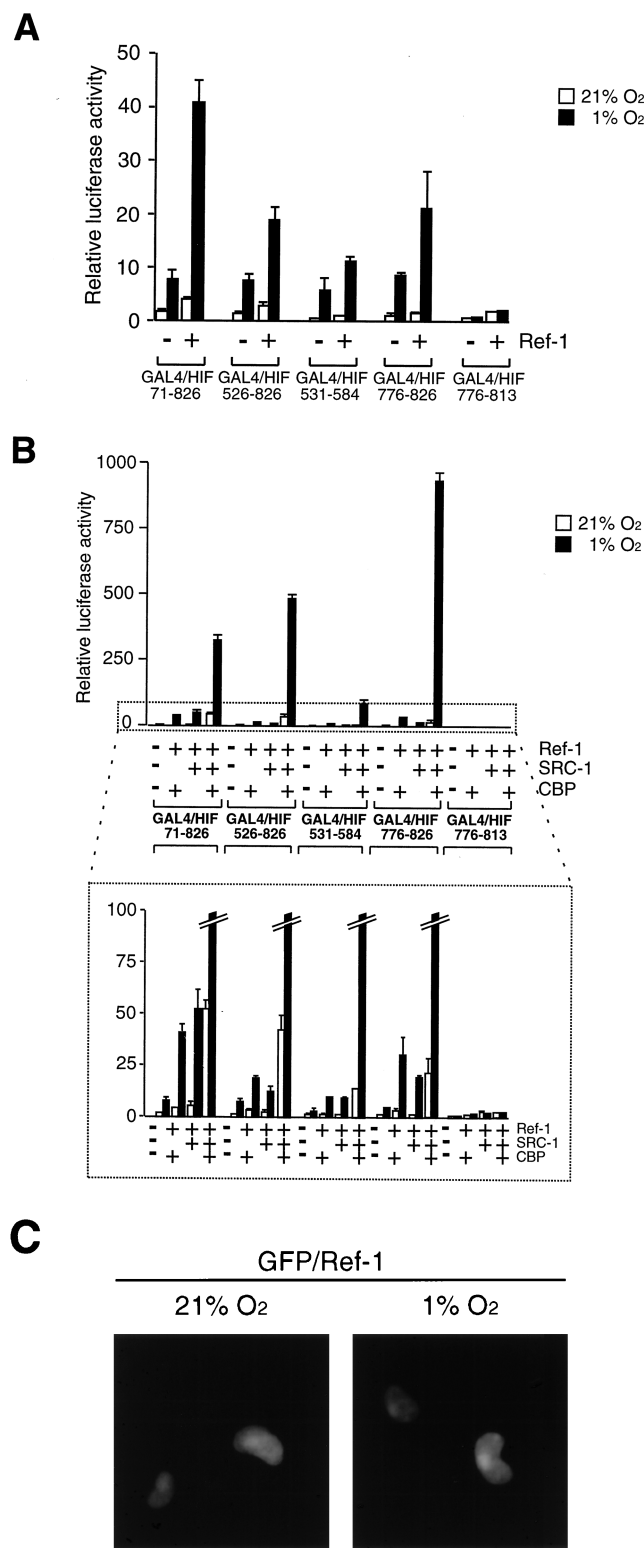 A
Relative luciferase activity
50
40
30
20
10
0
21% O2
1% O2
- + - + - + - + - + Ref-1
GAL4/HIF GAL4/HIF GAL4/HIF GAL4/HIF GAL4/HIF
71-826 526-826 531-584 776-826 776-813
B
Relative luciferase activity
1000
750
500
250
0
21% O2
1% O2
- + + + - + + + - + + + - + + + - + + + Ref-1
- + + - + + - + + - + + - + + SRC-1
- + + - + + - + + - + + - + + CBP
GAL4/HIF GAL4/HIF GAL4/HIF GAL4/HIF GAL4/HIF
71-826 526-826 531-584 776-826 776-813
100
75
50
25
0
- + + + - + + + - + + + - + + + - + + + Ref-1
- + + - + + - + + - + + - + + SRC-1
- + + - + + - + + - + + - + + CBP
C
GFP/Ref-1
21% O2 1% O2